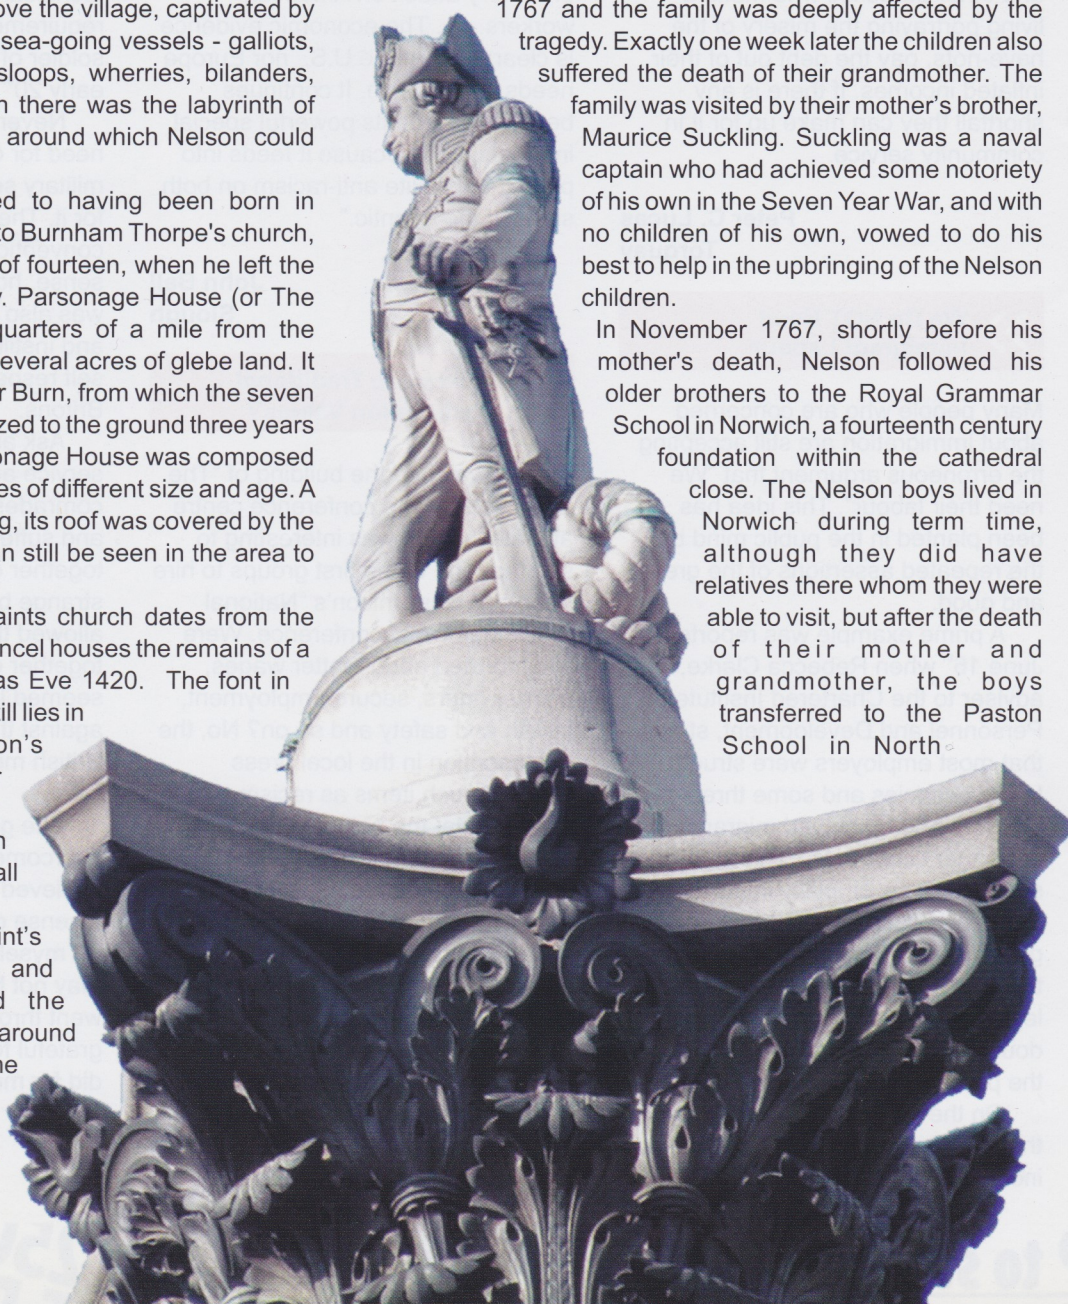 ove the village, captivated by
sea-going vessels - galliots,
sloops, wherries, bilanders,
n there was the labyrinth of
around which Nelson could
ed to having been born in
to Burnham Thorpe's church,
of fourteen, when he left the
y. Parsonage House (or The
quarters of a mile from the
several acres of glebe land. It
r Burn, from which the seven
zed to the ground three years
onage House was composed
es of different size and age. A
g, its roof was covered by the
n still be seen in the area to
aints church dates from the
ncel houses the remains of a
as Eve 1420. The font in
till lies in
on's
n
all
int's
and
d the
around
he
1767 and the family was deeply affected by the
tragedy. Exactly one week later the children also
suffered the death of their grandmother. The
family was visited by their mother's brother,
Maurice Suckling. Suckling was a naval
captain who had achieved some notoriety
of his own in the Seven Year War, and with
no children of his own, vowed to do his
best to help in the upbringing of the Nelson
children.
In November 1767, shortly before his
mother's death, Nelson followed his
older brothers to the Royal Grammar
School in Norwich, a fourteenth century
foundation within the cathedral
close. The Nelson boys lived in
Norwich during term time,
although they did have
relatives there whom they were
able to visit, but after the death
of their mother and
grandmother, the boys
transferred to the Paston
School in North